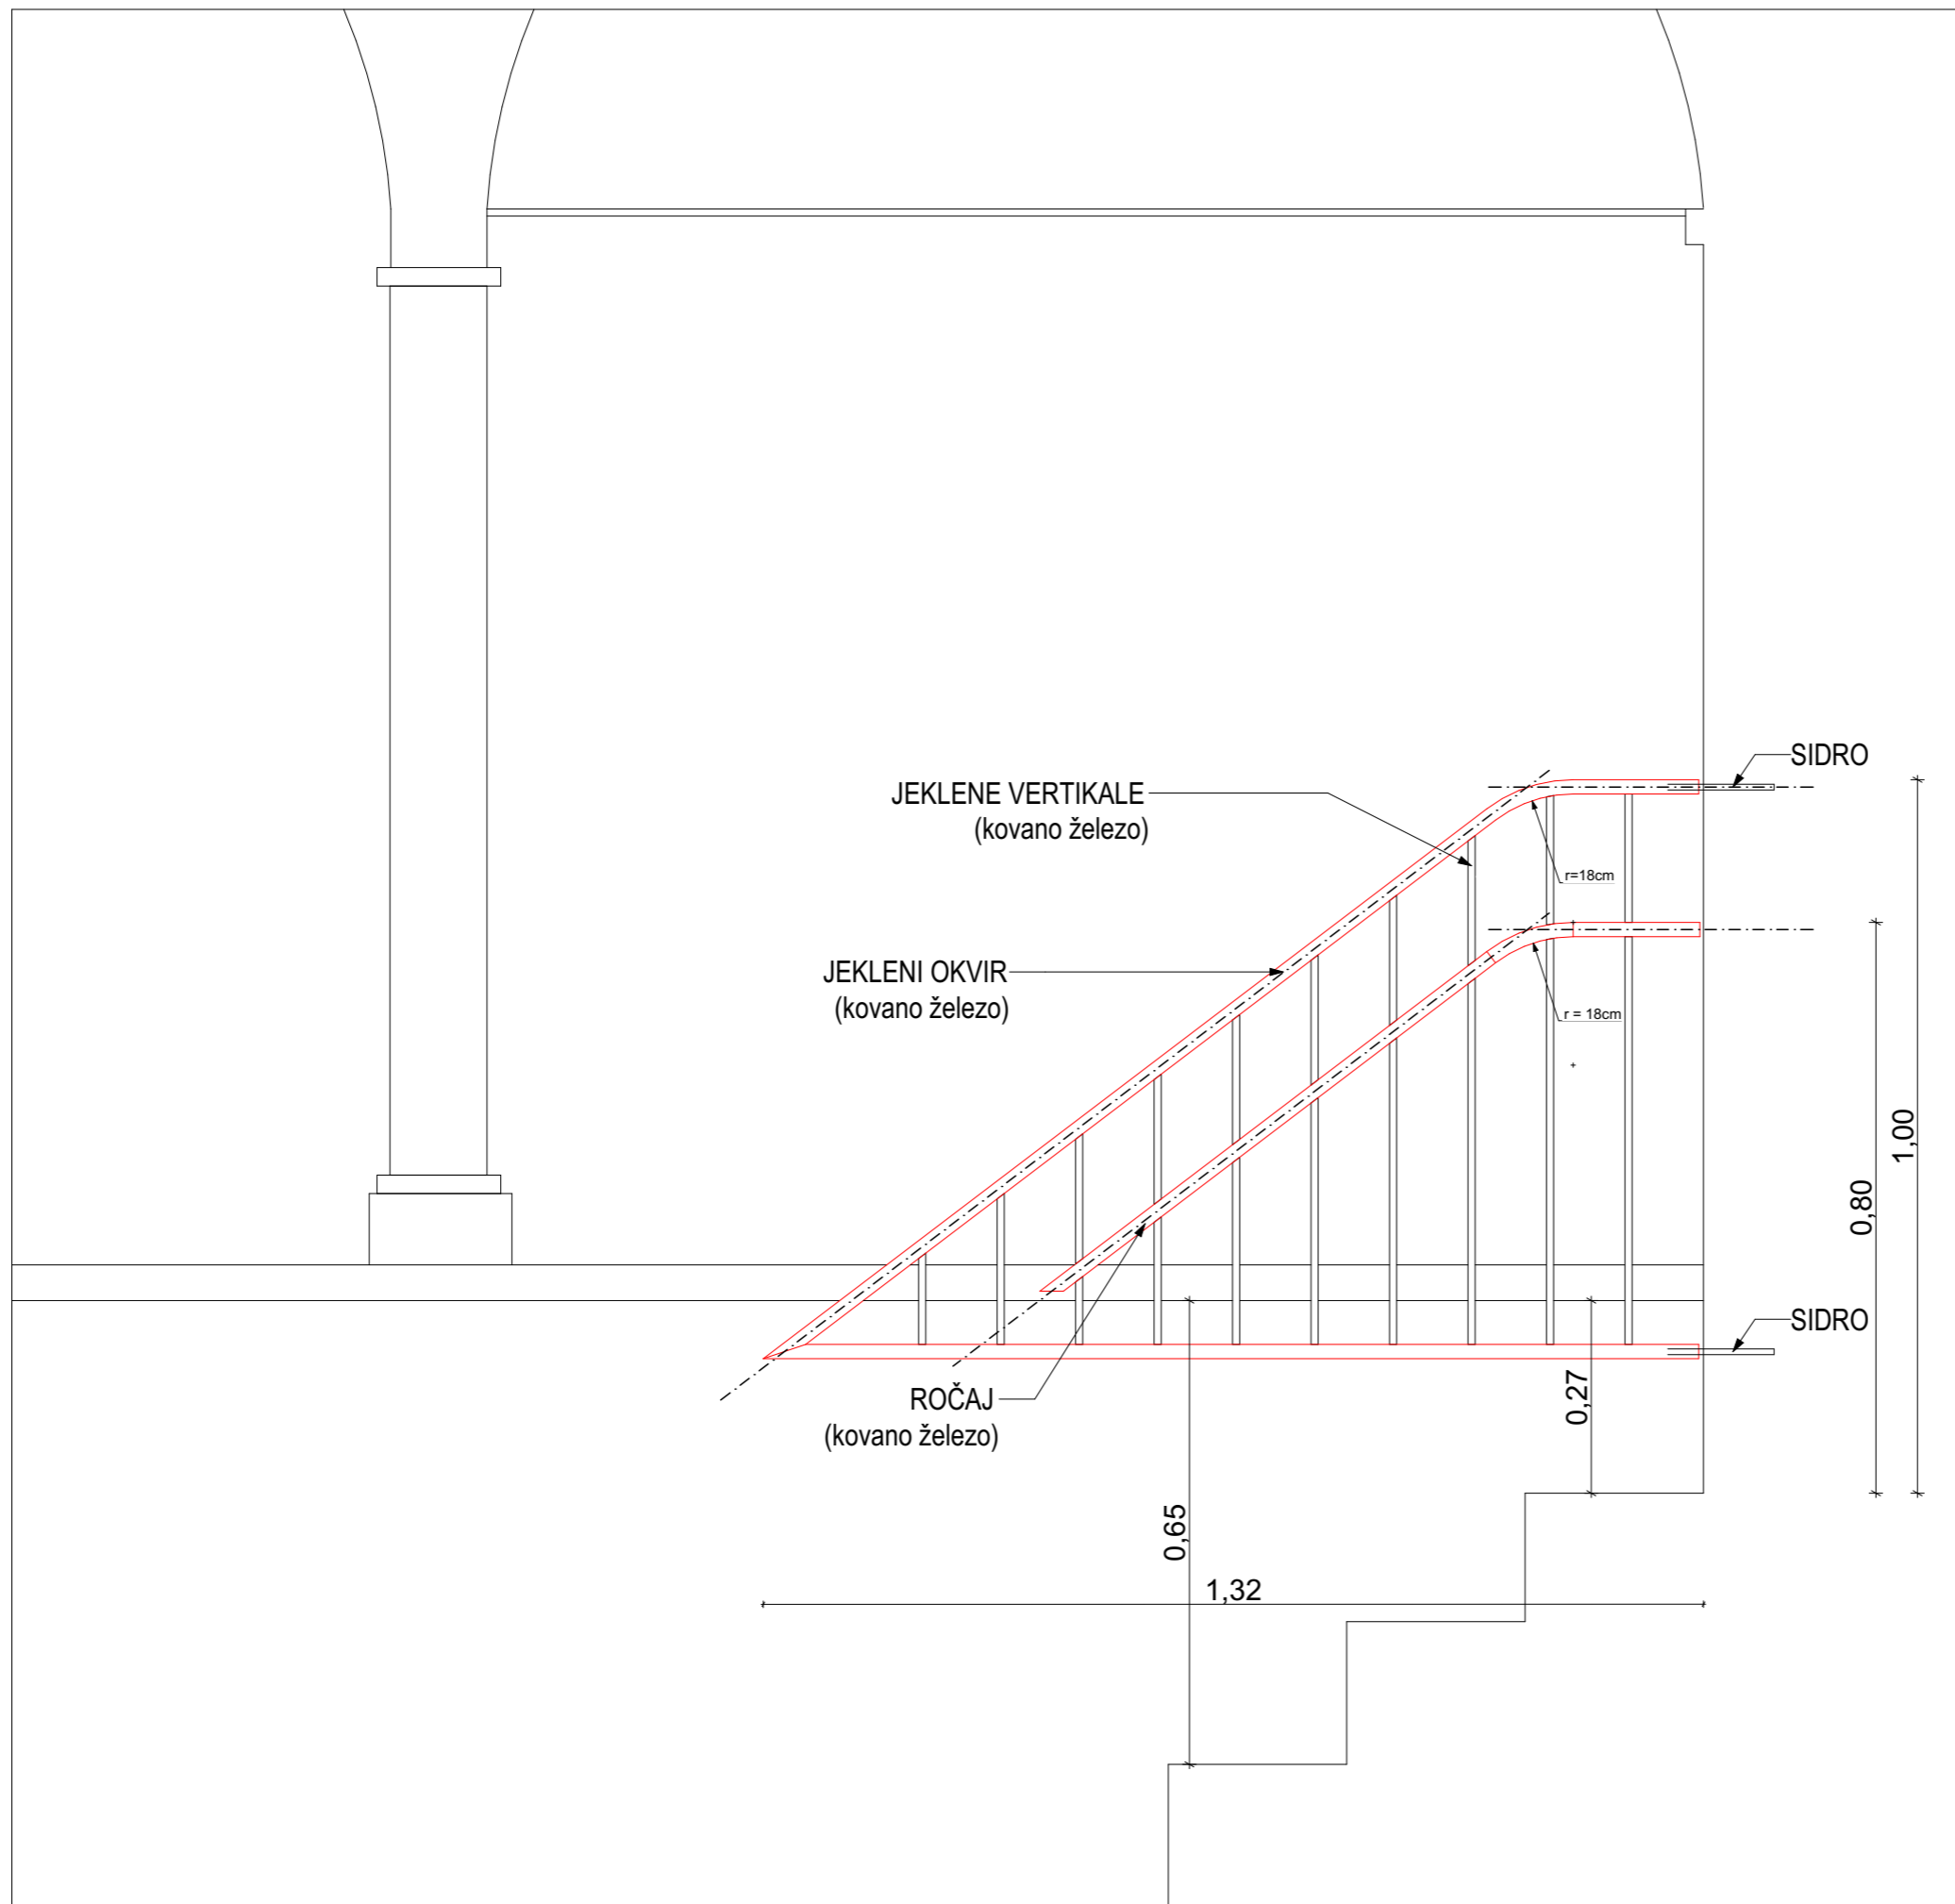 SIDRO
JEKLENE VERTIKALE
(kovano železo)
r=18cm
JEKLENI OKVIR
(kovano železo)
r = 18cm
1,00
0,80
SIDRO
ROČAJ
(kovano železo)
0,27
0,65
1,32